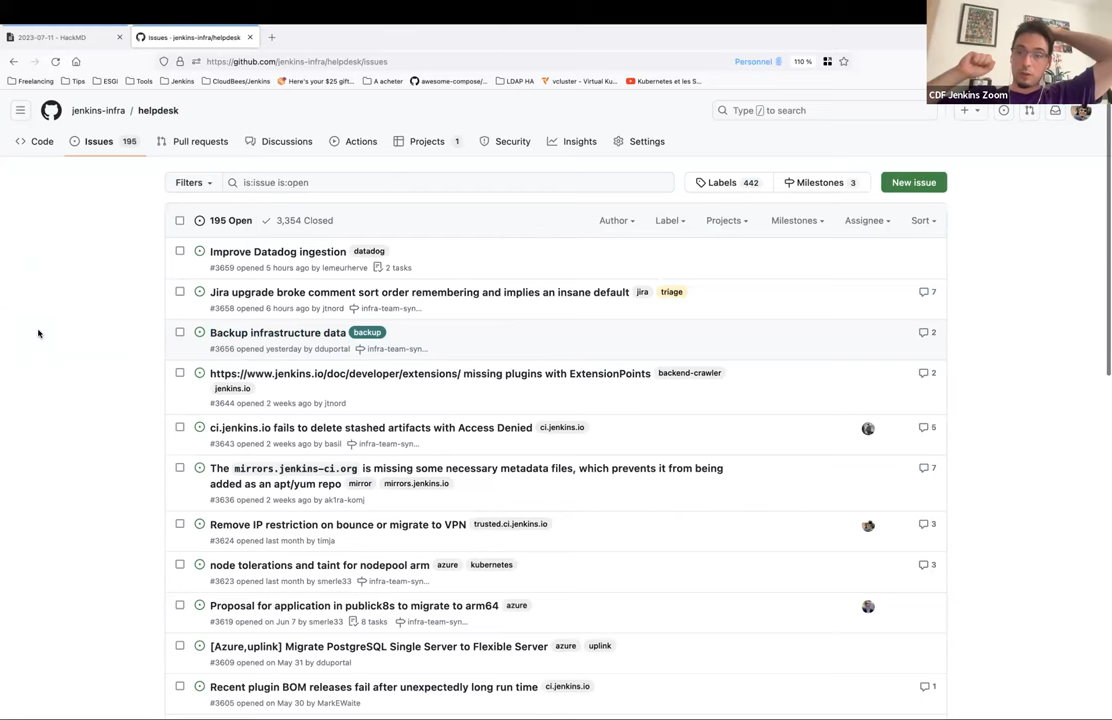 2023-07-11 - HackMD
Issues · jenkins-infra/helpdesk
https://github.com/jenkins-infra/helpdesk/issues
Personnel
110 %
Freelancing
Tips
ESGI
Tools
Jenkins
CloudBees/Jenkins
Here's your $25 gift...
A acheter
awesome-compose/...
LDAP HA
vcluster - Virtual Ku...
Kubernetes et les S...
CDF Jenkins Zoom
jenkins-infra / helpdesk
Type / to search
Code
Issues 195
Pull requests
Discussions
Actions
Projects 1
Security
Insights
Settings
Filters
is:issue is:open
Labels 442
Milestones 3
New issue
195 Open
3,354 Closed
Author
Label
Projects
Milestones
Assignee
Sort
Improve Datadog ingestion datadog
#3659 opened 5 hours ago by lemeurherve 2 tasks
Jira upgrade broke comment sort order remembering and implies an insane default jira triage 7
#3658 opened 6 hours ago by jtnord infra-team-syn...
Backup infrastructure data backup 2
#3656 opened yesterday by dduportal infra-team-syn...
https://www.jenkins.io/doc/developer/extensions/ missing plugins with ExtensionPoints backend-crawler 2
jenkins.io
#3644 opened 2 weeks ago by jtnord
ci.jenkins.io fails to delete stashed artifacts with Access Denied ci.jenkins.io 5
#3643 opened 2 weeks ago by basil infra-team-syn...
The mirrors.jenkins-ci.org is missing some necessary metadata files, which prevents it from being 7
added as an apt/yum repo mirror mirrors.jenkins.io
#3636 opened 2 weeks ago by ak1ra-komj
Remove IP restriction on bounce or migrate to VPN trusted.ci.jenkins.io 3
#3624 opened last month by timja
node tolerations and taint for nodepool arm azure kubernetes 3
#3623 opened last month by smerle33 infra-team-syn...
Proposal for application in publick8s to migrate to arm64 azure
#3619 opened on Jun 7 by smerle33 8 tasks infra-team-syn...
[Azure,uplink] Migrate PostgreSQL Single Server to Flexible Server azure uplink
#3609 opened on May 31 by dduportal
Recent plugin BOM releases fail after unexpectedly long run time ci.jenkins.io 1
#3605 opened on May 30 by MarkEWaite